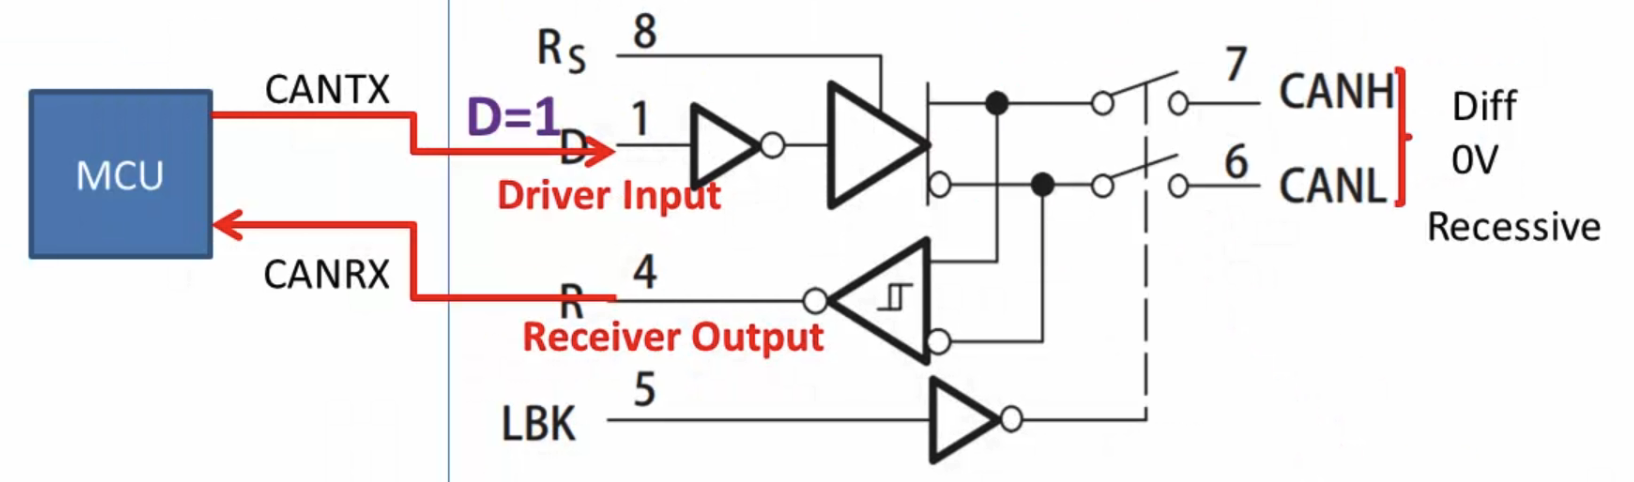 R S 8
CANTX
D=1
D 1
Driver Input
MCU
CANRX
R 4
Receiver Output
LBK 5
7 CANH
6 CANL
Diff
0V
Recessive